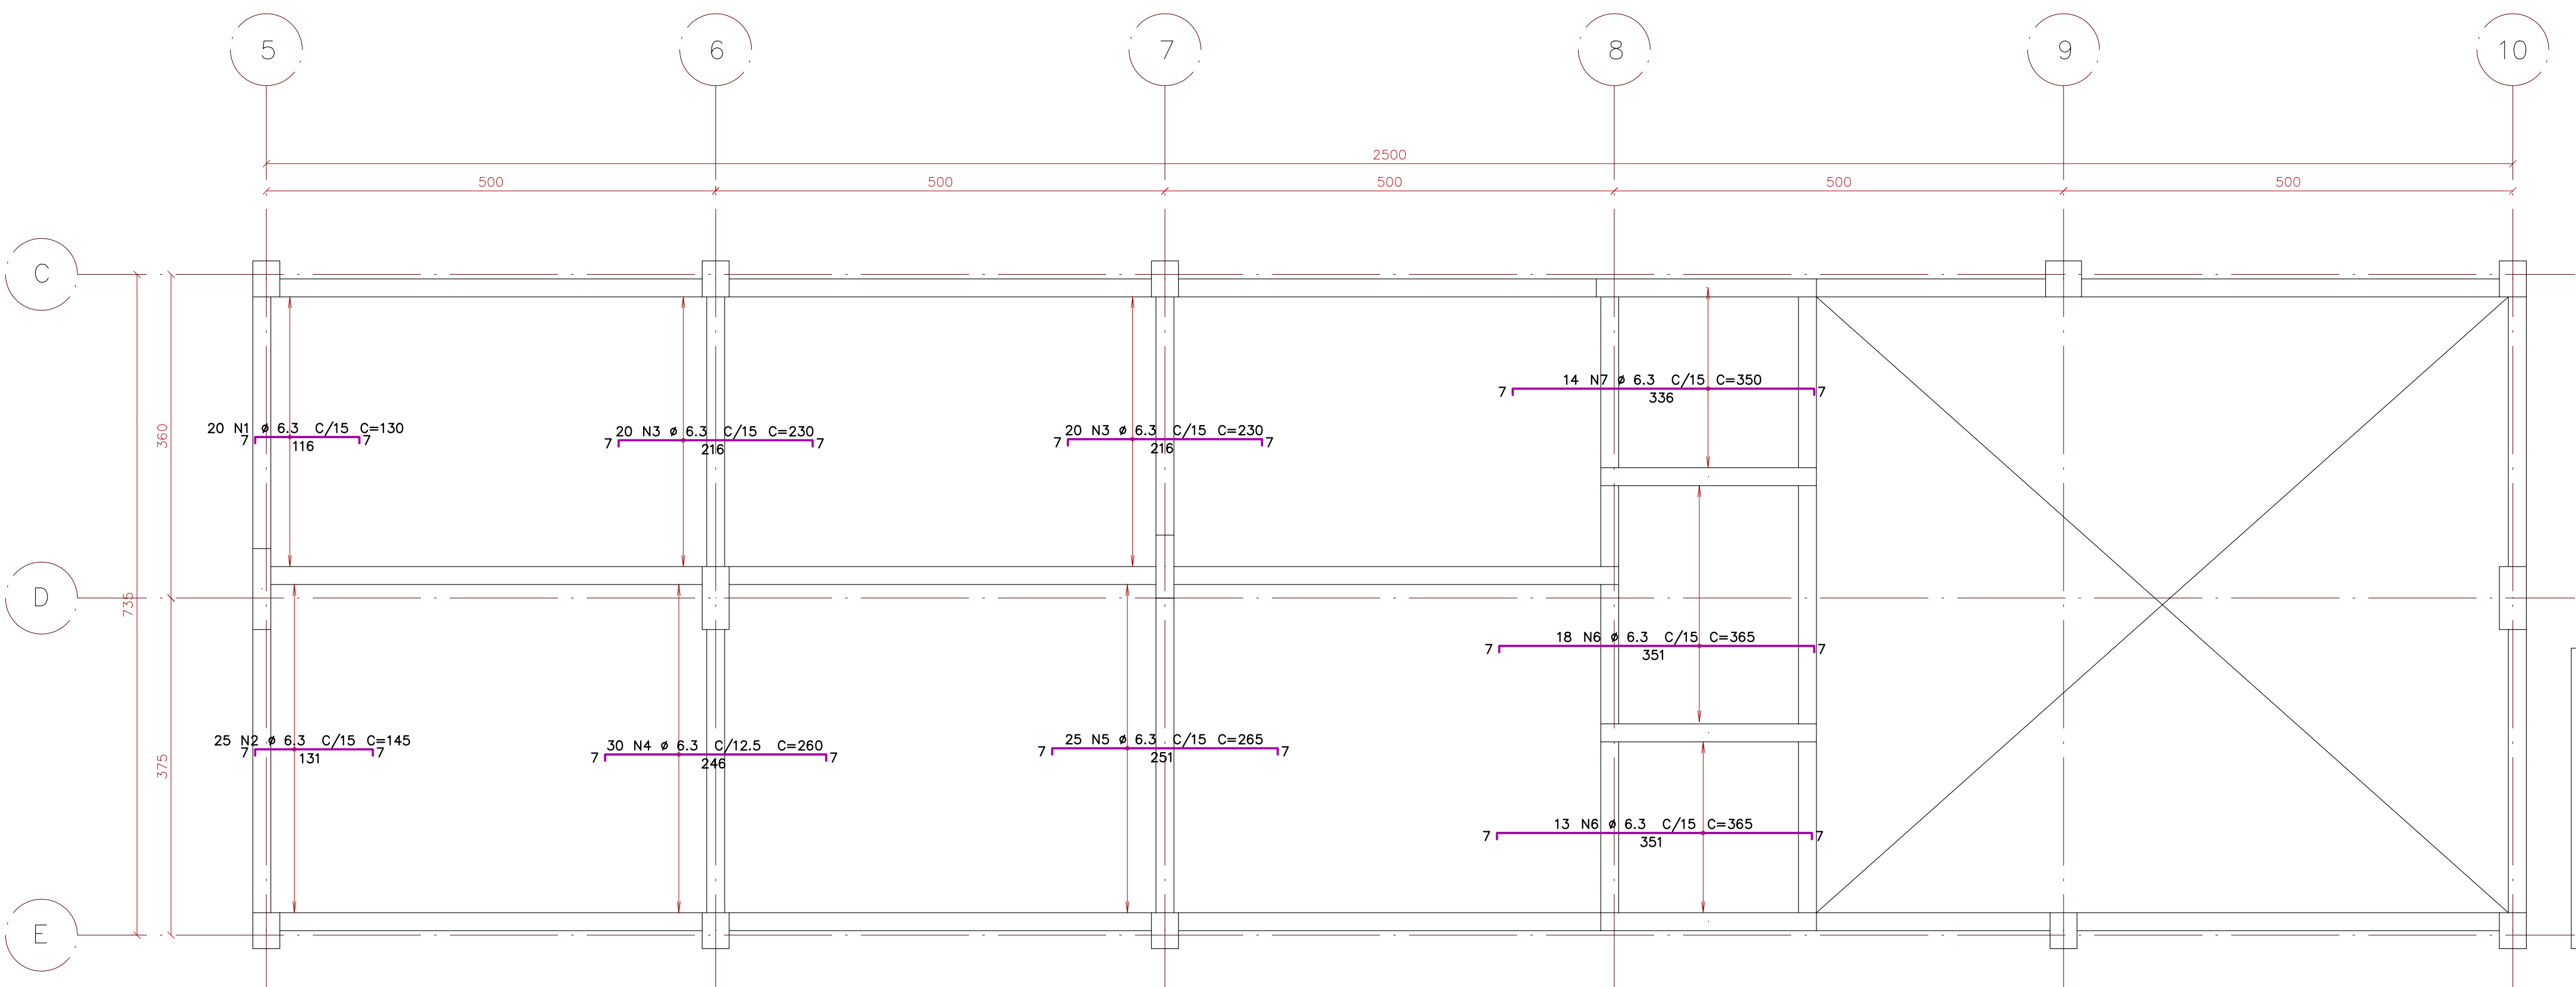 5 6 7 8 9 10
2500
500 500 500 500 500
C
D
E
735
360
375
20 N1 ø 6.3 C/15 C=130
7 116 7
20 N3 ø 6.3 C/15 C=230
7 216 7
20 N3 ø 6.3 C/15 C=230
7 216 7
14 N7 ø 6.3 C/15 C=350
7 336 7
18 N6 ø 6.3 C/15 C=365
7 351 7
25 N2 ø 6.3 C/15 C=145
7 131 7
30 N4 ø 6.3 C/12.5 C=260
7 246 7
25 N5 ø 6.3 C/15 C=265
7 251 7
13 N6 ø 6.3 C/15 C=365
7 351 7